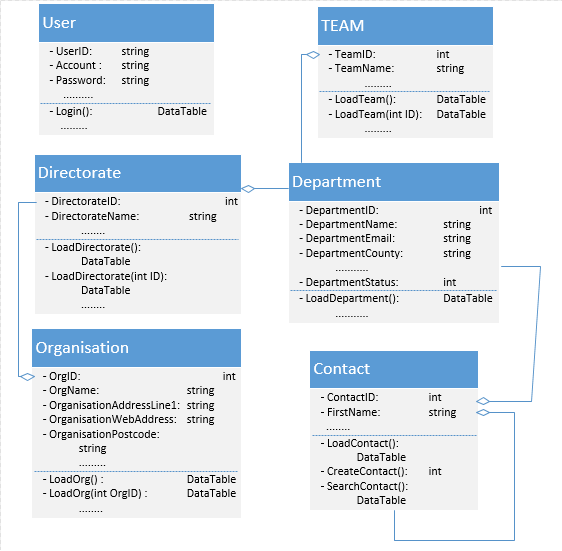 User
- UserID: string
- Account : string
- Password: string
..........
- Login(): DataTable
.........
TEAM
- TeamID: int
- TeamName: string
.........
- LoadTeam(): DataTable
- LoadTeam(int ID): DataTable
.........
Directorate
- DirectorateID: int
- DirectorateName: string
........
- LoadDirectorate():
DataTable
- LoadDirectorate(int ID):
DataTable
........
Department
- DepartmentID: int
- DepartmentName: string
- DepartmentEmail: string
- DepartmentCounty: string
...........
- DepartmentStatus: int
- LoadDepartment(): DataTable
...........
Organisation
- OrgID: int
- OrgName: string
- OrganisationAddressLine1: string
- OrganisationWebAddress: string
- OrganisationPostcode:
string
.........
- LoadOrg() : DataTable
- LoadOrg(int OrgID) : DataTable
........
Contact
- ContactID: int
- FirstName: string
........
- LoadContact():
DataTable
- CreateContact(): int
- SearchContact():
DataTable